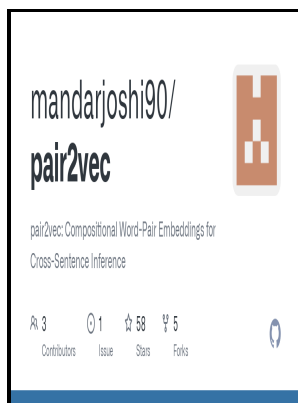 mandarjoshi90/
pair2vec
pair2vec: Compositional Word-Pair Embeddings for
Cross-Sentence Inference
3 1 58 5
Contributors Issue Stars Forks